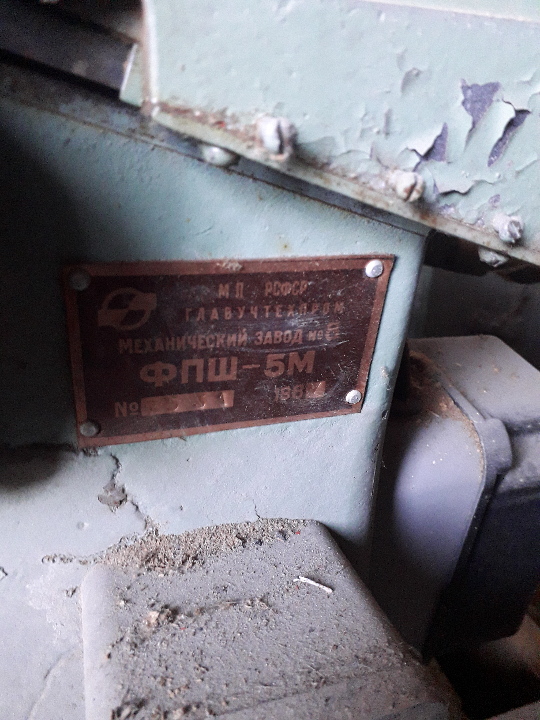 МП РСФСР
ГЛАВУЧТЕХПРОМ
МЕХАНИЧЕСКИЙ ЗАВОД №
ФПШ-5М
№